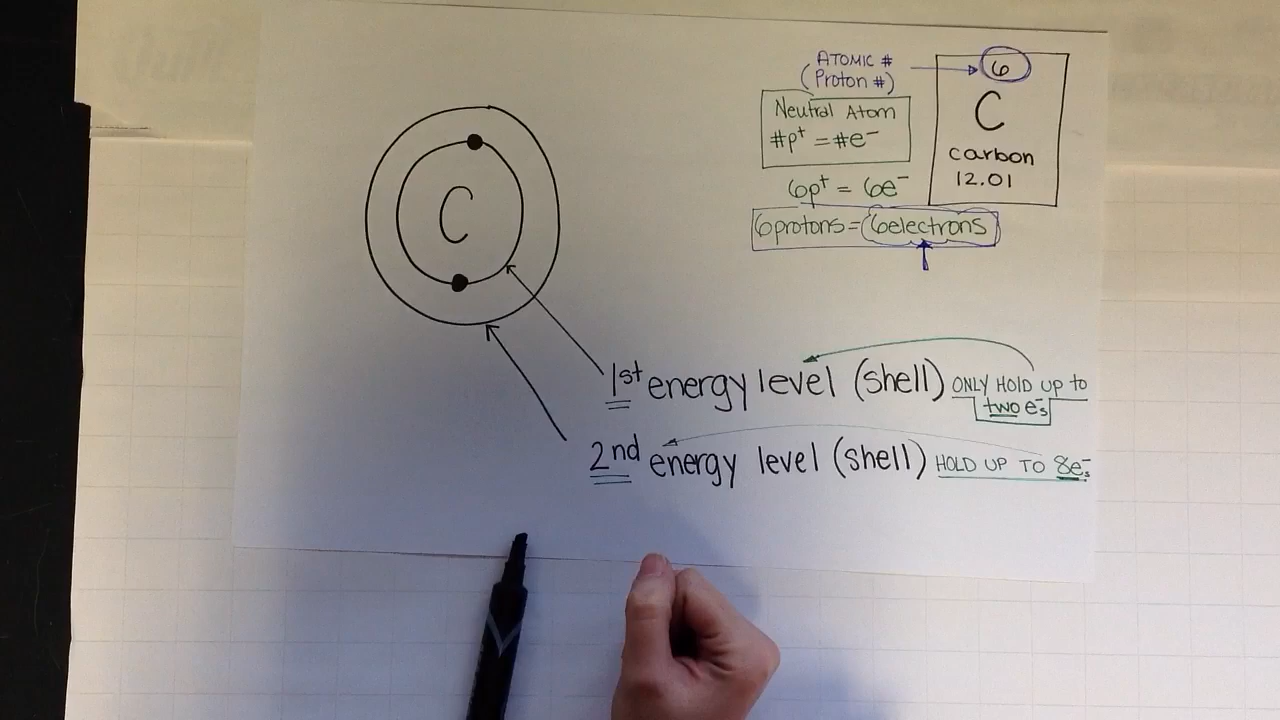 ATOMIC #
(Proton #)
6
C
carbon
12.01
Neutral Atom
#p⁺ = #e⁻
6p⁺ = 6e⁻
6protons = 6electrons
C
1st energy level (shell) ONLY HOLD up to
two e⁻s
2nd energy level (shell) HOLD UP TO 8e⁻s